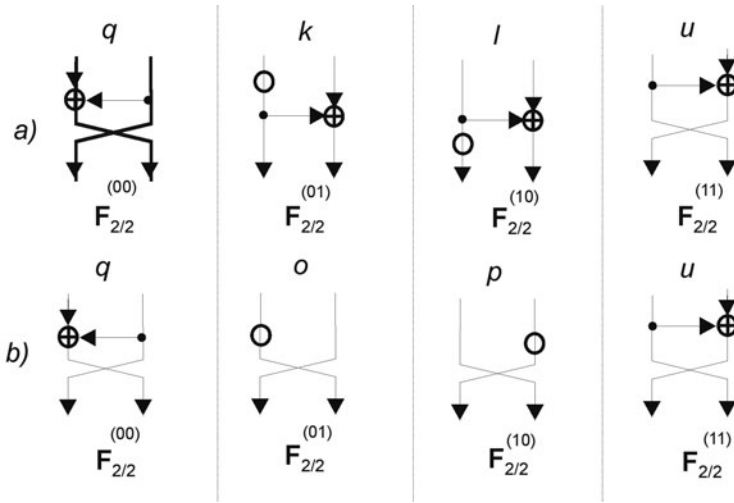 q k l u
a)
F2/2(00) F2/2(01) F2/2(10) F2/2(11)
q o p u
b)
F2/2(00) F2/2(01) F2/2(10) F2/2(11)